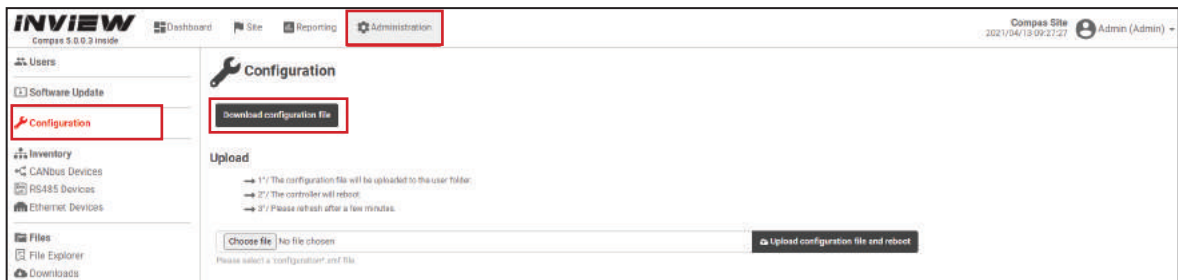 INVIEW
Compas 5.0.0.3 inside
Dashboard
Site
Reporting
Administration
Compas Site
2021/04/13 09:27:27
Admin (Admin)
Users
Software Update
Configuration
Inventory
CANbus Devices
RS485 Devices
Ethernet Devices
Files
File Explorer
Downloads
Configuration
Download configuration file
Upload
1°/ The configuration file will be uploaded to the user folder.
2°/ The controller will reboot.
3°/ Please refresh after a few minutes.
Choose file No file chosen
Upload configuration file and reboot
Please select a 'configuration*.xml' file.